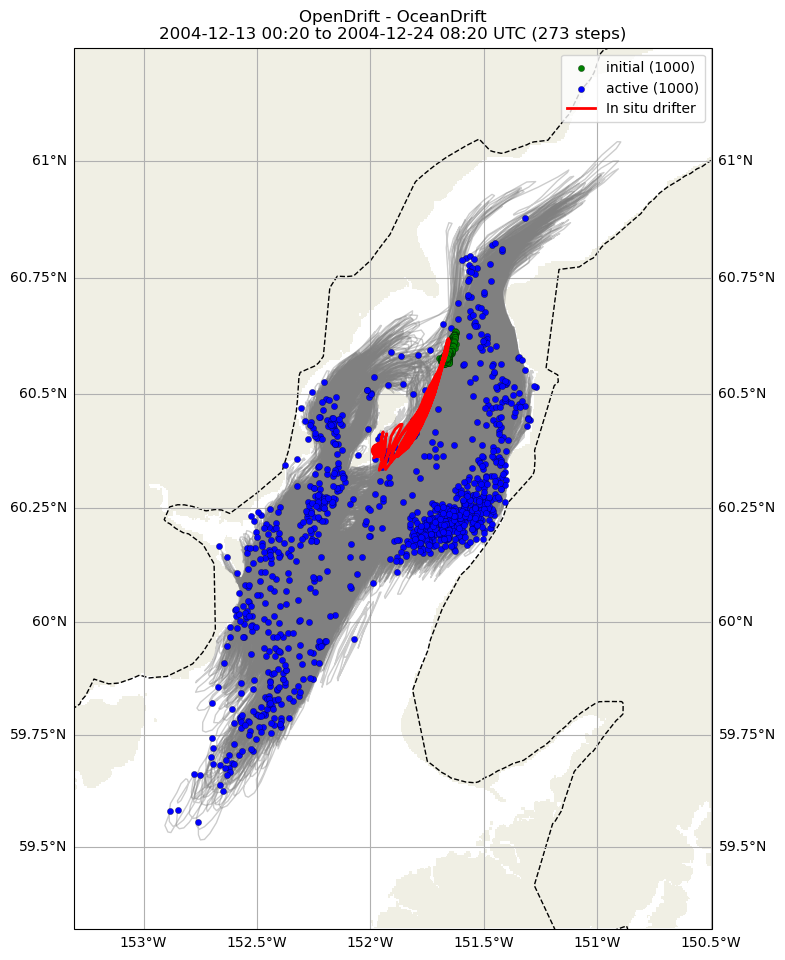 OpenDrift - OceanDrift
2004-12-13 00:20 to 2004-12-24 08:20 UTC (273 steps)
initial (1000)
active (1000)
In situ drifter
61°N 61°N
60.75°N 60.75°N
60.5°N 60.5°N
60.25°N 60.25°N
60°N 60°N
59.75°N 59.75°N
59.5°N 59.5°N
153°W 152.5°W 152°W 151.5°W 151°W 150.5°W